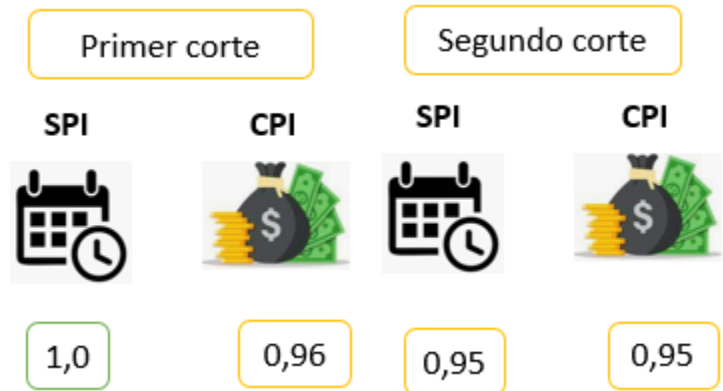 Primer corte
Segundo corte
SPI
CPI
SPI
CPI
$
$
1,0
0,96
0,95
0,95